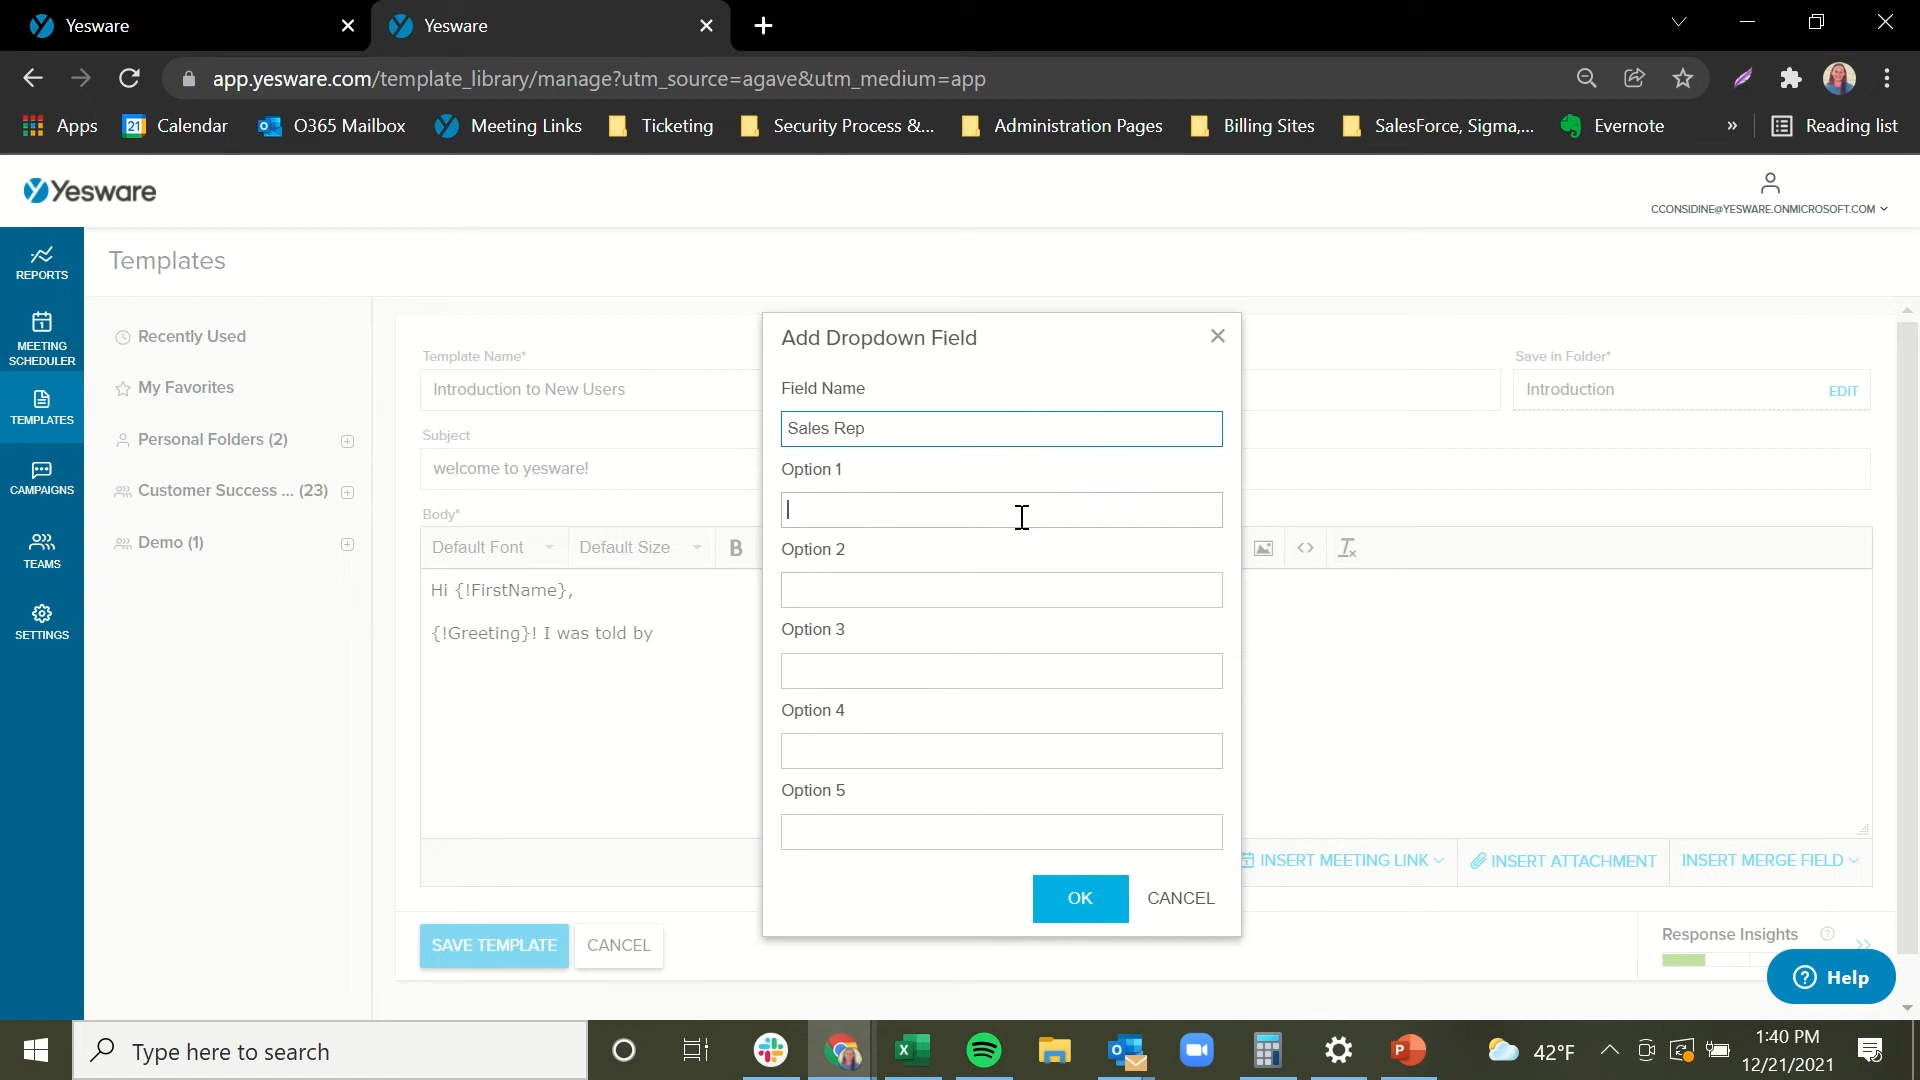 Yesware
Yesware
app.yesware.com/template_library/manage?utm_source=agave&utm_medium=app
Apps
21
Calendar
O365 Mailbox
Meeting Links
Ticketing
Security Process &...
Administration Pages
Billing Sites
SalesForce, Sigma,...
Evernote
»
Reading list
Yesware
CCONSIDINE@YESWARE.ONMICROSOFT.COM
REPORTS
MEETING
SCHEDULER
TEMPLATES
CAMPAIGNS
TEAMS
SETTINGS
Templates
Recently Used
My Favorites
Personal Folders (2)
Customer Success ... (23)
Demo (1)
Template Name*
Introduction to New Users
Save in Folder*
Introduction
EDIT
Subject
welcome to yesware!
Body*
Default Font
Default Size
B
Hi {!FirstName},
{!Greeting}! I was told by
Add Dropdown Field
Field Name
Sales Rep
Option 1
Option 2
Option 3
Option 4
Option 5
OK
CANCEL
INSERT MEETING LINK
INSERT ATTACHMENT
INSERT MERGE FIELD
SAVE TEMPLATE
CANCEL
Response Insights
Help
Type here to search
42°F
1:40 PM
12/21/2021